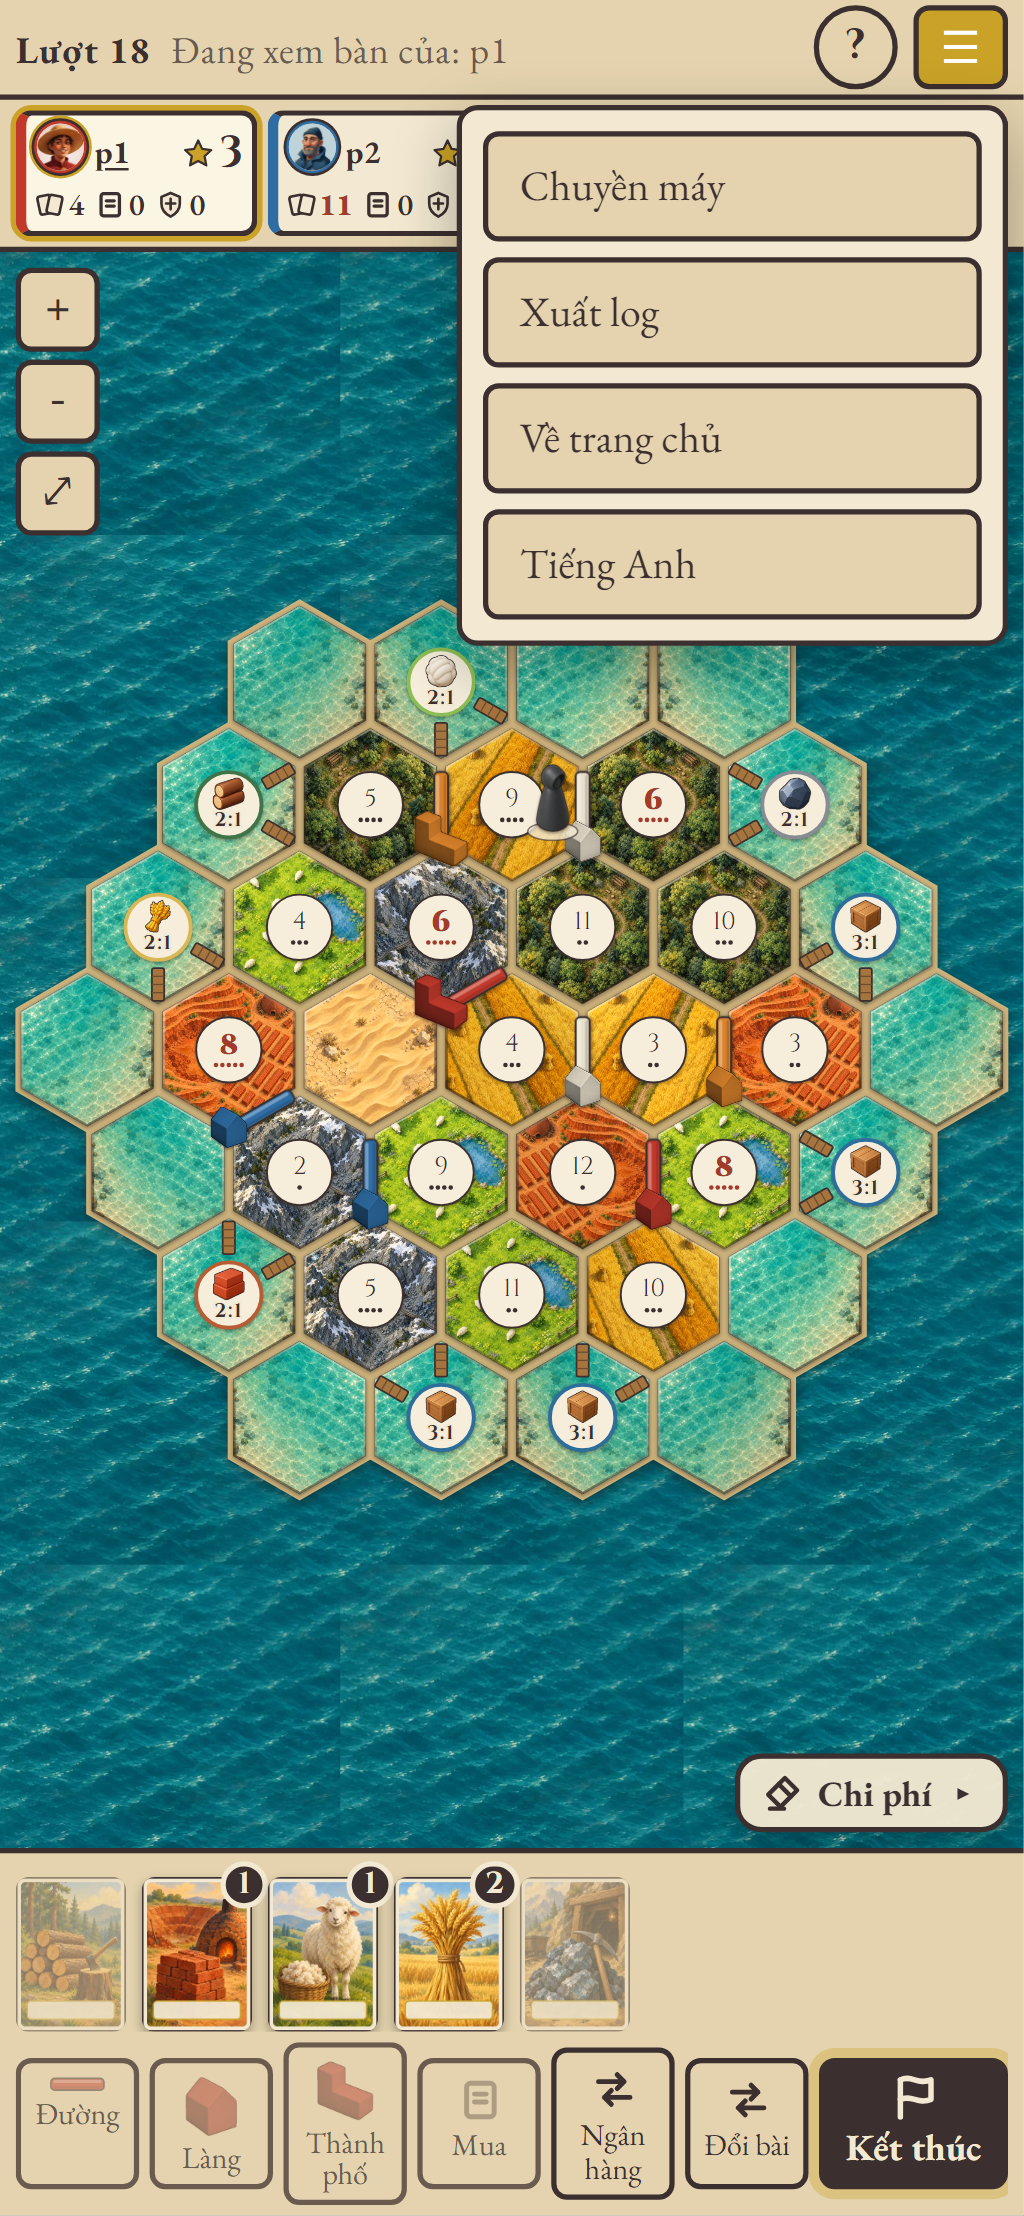 Lượt 18 Đang xem bàn của: p1 ?
p1 3
4 0 0
p2
11 0
Chuyền máy
Xuất log
Về trang chủ
Tiếng Anh
+
-
2:1
5 9 6
2:1 2:1
4 6 11 10
2:1 3:1
8 4 3 3
2 9 12 8
3:1
5 11 10
2:1
3:1 3:1
Chi phí
1 1 2
Đường
Làng
Thành
phố
Mua
Ngân
hàng
Đổi bài
Kết thúc